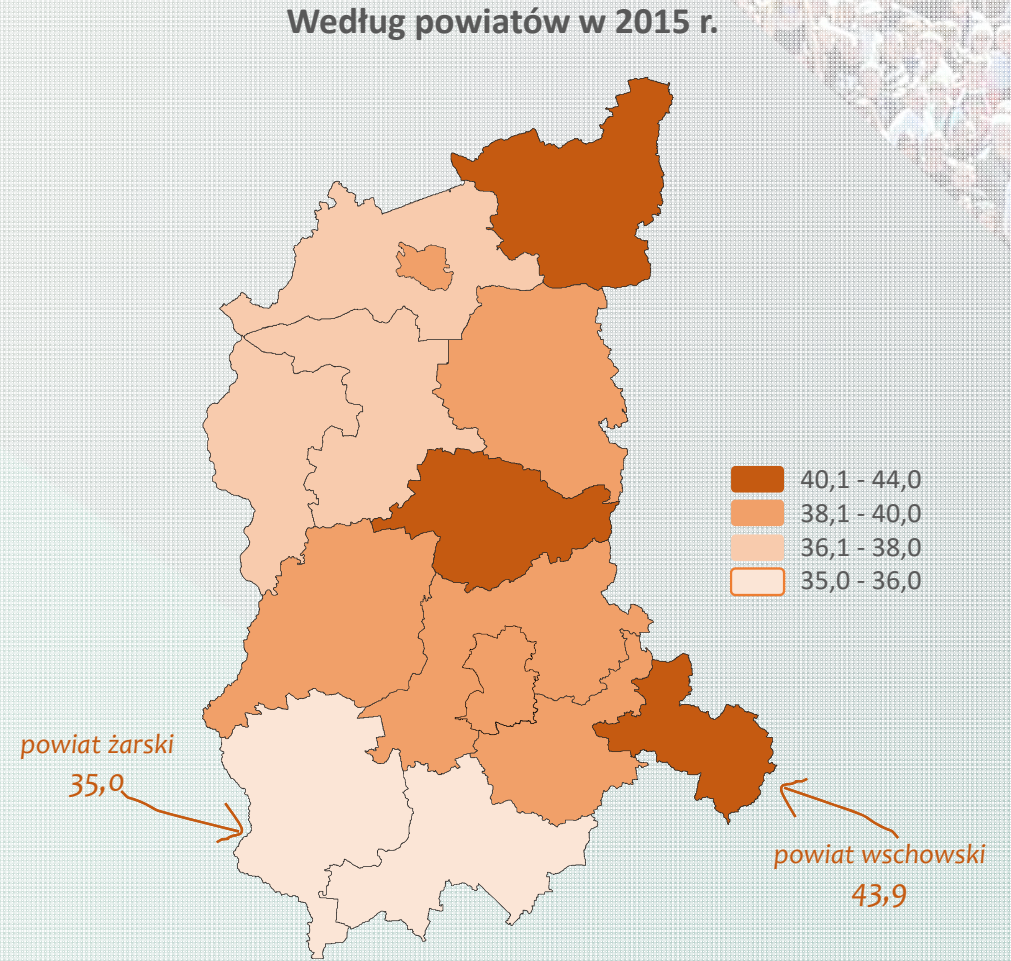 Według powiatów w 2015 r.
40,1 - 44,0
38,1 - 40,0
36,1 - 38,0
35,0 - 36,0
powiat żarski
35,0
powiat wschowski
43,9